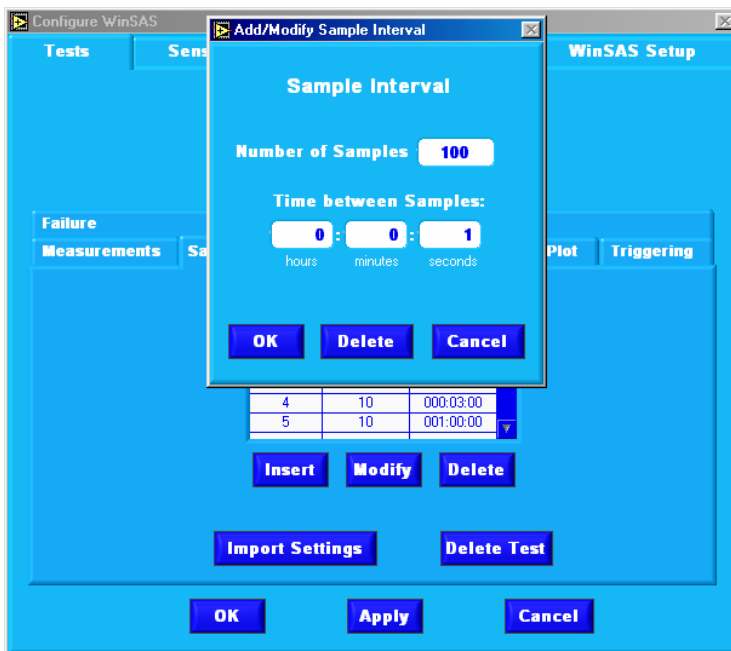 Configure WinSAS
Add/Modify Sample Interval
Tests
Sens
WinSAS Setup
Sample Interval
Number of Samples 100
Time between Samples:
0 : 0 : 1
hours minutes seconds
OK Delete Cancel
Failure
Measurements
Sa
Plot
Triggering
4 10 000:03:00
5 10 001:00:00
Insert Modify Delete
Import Settings Delete Test
OK Apply Cancel